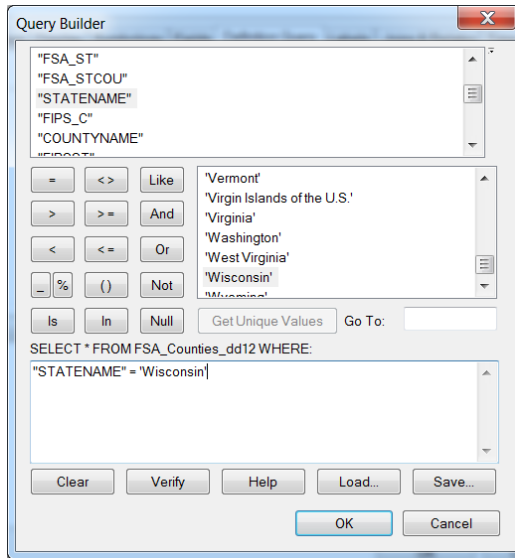 Query Builder
"FSA_ST"
"FSA_STCOU"
"STATENAME"
"FIPS_C"
"COUNTYNAME"
= <> Like
> >= And
< <= Or
_ % () Not
Is In Null
'Vermont'
'Virgin Islands of the U.S.'
'Virginia'
'Washington'
'West Virginia'
'Wisconsin'
'Wyoming'
Get Unique Values Go To:
SELECT * FROM FSA_Counties_dd12 WHERE:
"STATENAME" = 'Wisconsin'
Clear Verify Help Load... Save...
OK Cancel